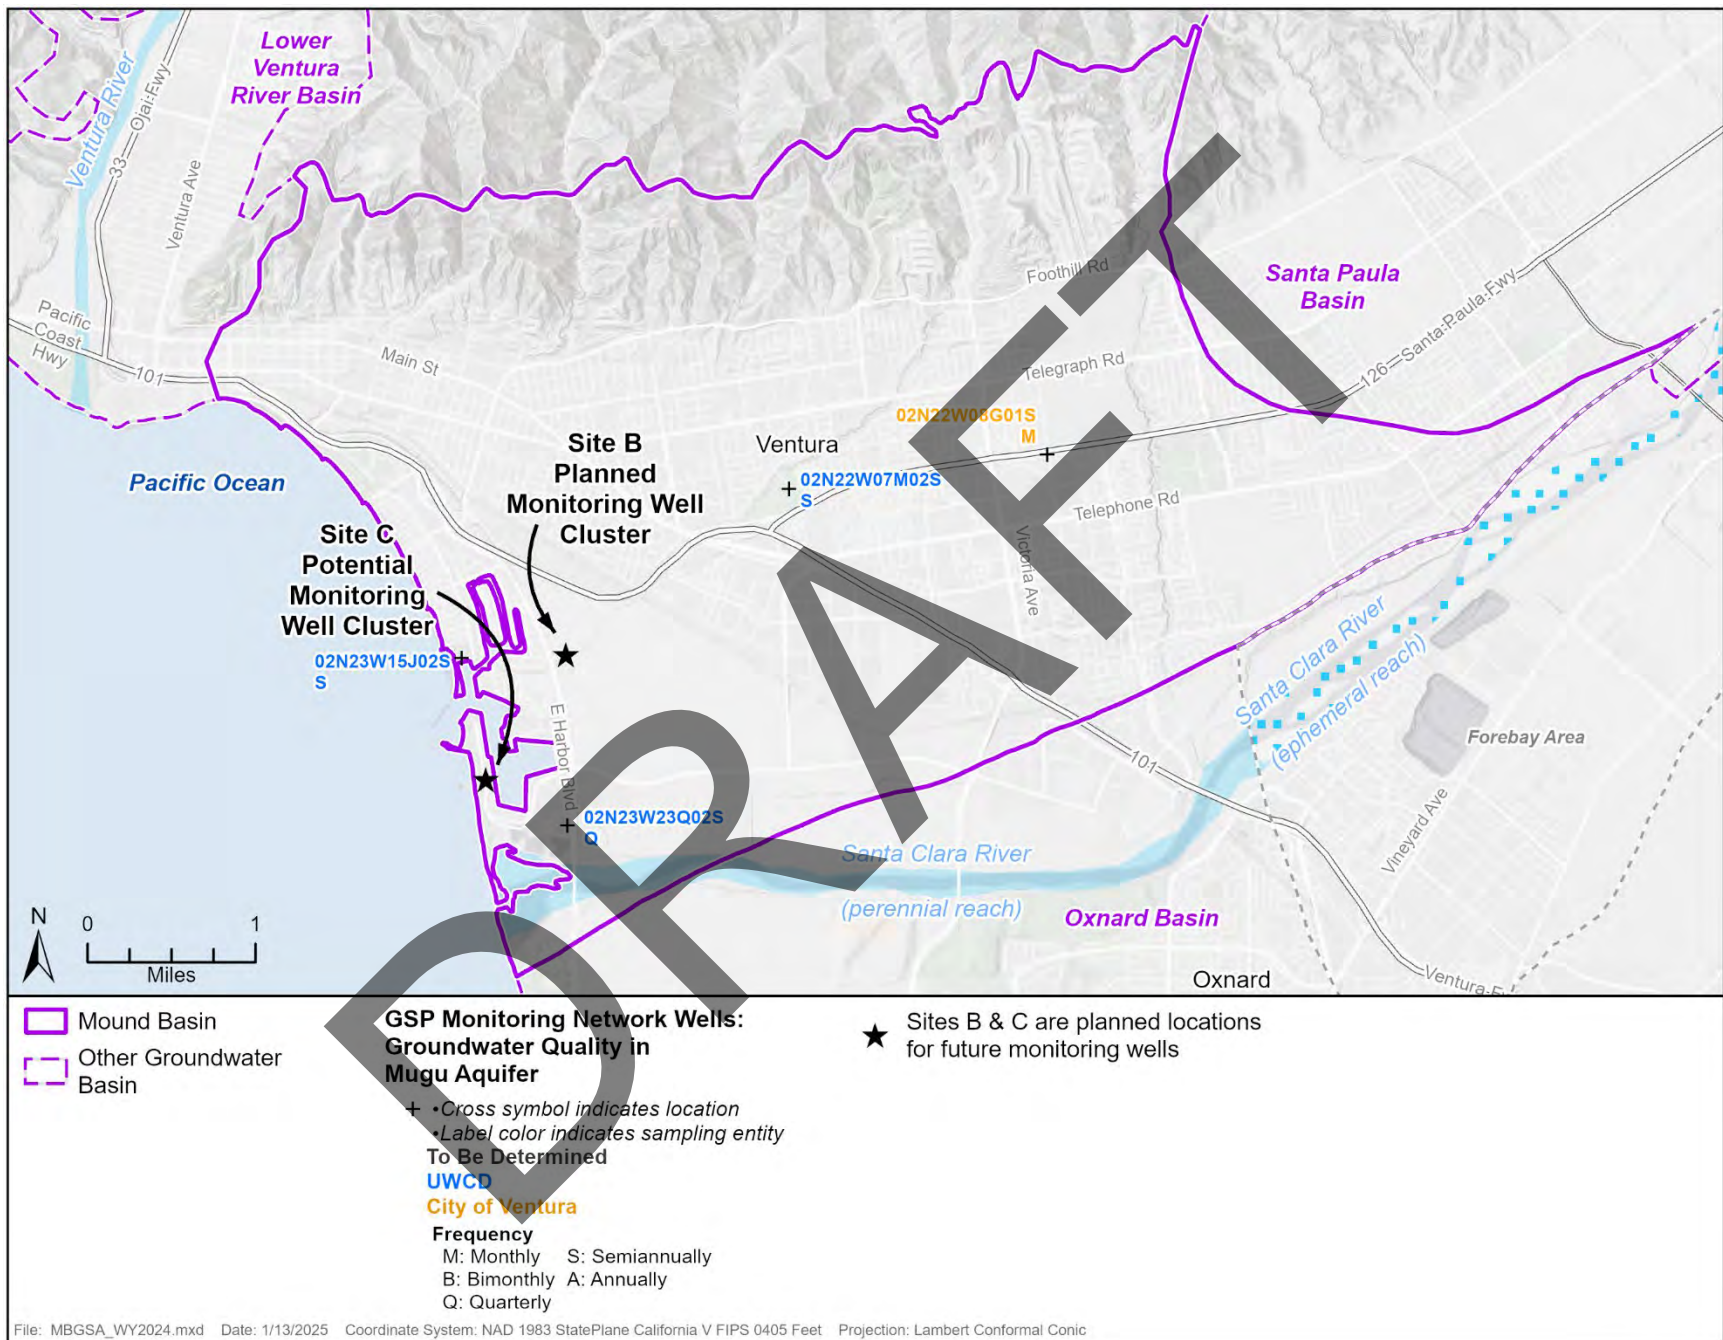 Lower
Ventura
River Basin
Ventura River
33
Ojai Fwy
Ventura Ave
Foothill Rd
Santa Paula
Basin
Pacific
Coast
Hwy
101
Main St
Telegraph Rd
126
Santa Paula Fwy
02N22W08G01S
M
Ventura
02N22W07M02S
S
Telephone Rd
Victoria Ave
Pacific Ocean
Site B
Planned
Monitoring Well
Cluster
Site C
Potential
Monitoring
Well Cluster
02N23W15J02S
S
E Harbor Blvd
02N23W23Q02S
Q
Santa Clara River
(ephemeral reach)
Forebay Area
101
Vineyard Ave
Santa Clara River
(perennial reach)
Oxnard Basin
Oxnard
N
0 1
Miles
DRAFT
Mound Basin
Other Groundwater
Basin
GSP Monitoring Network Wells:
Groundwater Quality in
Mugu Aquifer
•Cross symbol indicates location
•Label color indicates sampling entity
To Be Determined
UWCD
City of Ventura
Frequency
M: Monthly S: Semiannually
B: Bimonthly A: Annually
Q: Quarterly
Sites B & C are planned locations
for future monitoring wells
File: MBGSA_WY2024.mxd Date: 1/13/2025 Coordinate System: NAD 1983 StatePlane California V FIPS 0405 Feet Projection: Lambert Conformal Conic